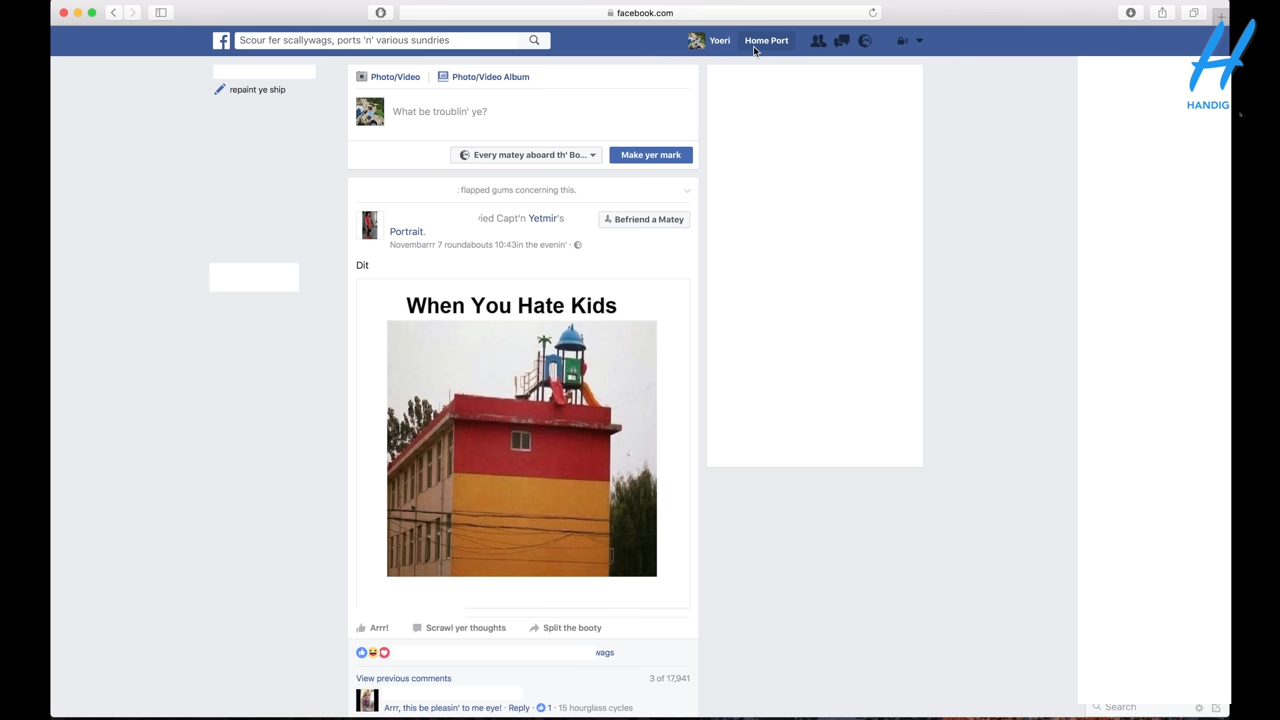 facebook.com
Scour fer scallywags, ports 'n' various sundries
Yoeri
Home Port
HANDIG
repaint ye ship
Photo/Video
Photo/Video Album
What be troublin' ye?
Every matey aboard th' Bo...
Make yer mark
: flapped gums concerning this.
Capt'n Yetmir's
Befriend a Matey
Portrait.
Novembarrr 7 roundabouts 10:43in the evenin' ·
Dit
When You Hate Kids
Arrr!
Scrawl yer thoughts
Split the booty
wags
View previous comments
3 of 17,941
Arrr, this be pleasin' to me eye! · Reply · 1 · 15 hourglass cycles
Search